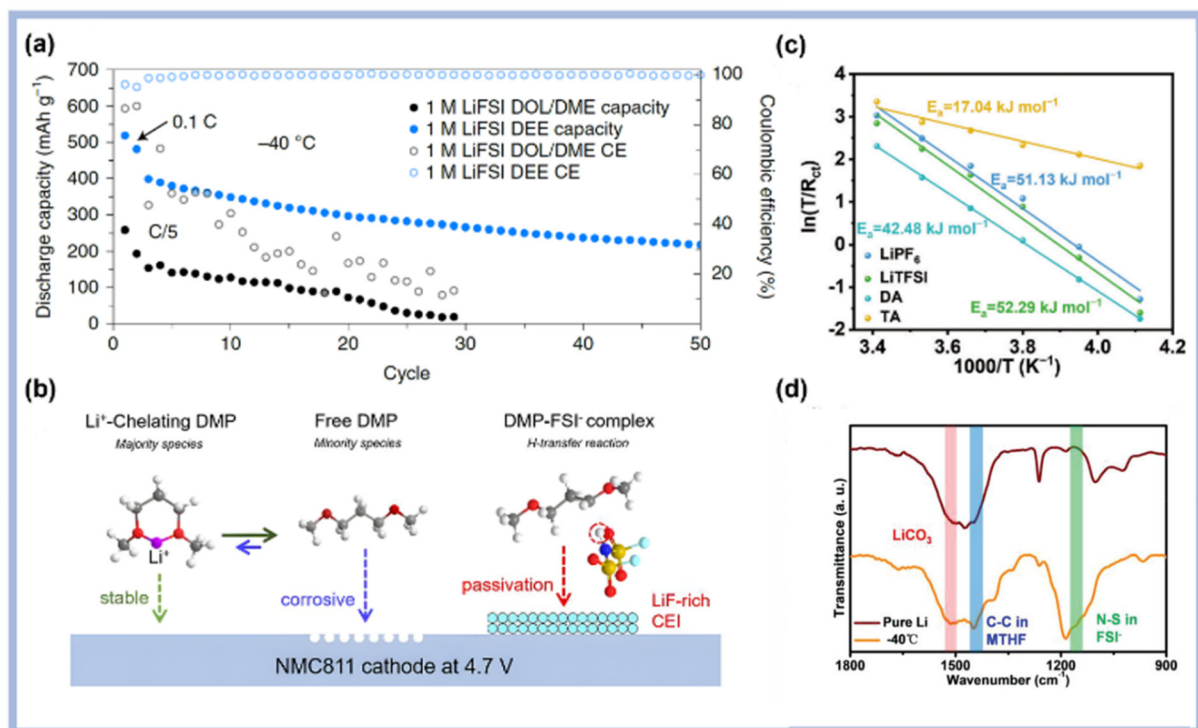 (a)
700
600
500
400
300
200
100
0
Discharge capacity (mAh g⁻¹)
0.1 C
−40 °C
C/5
1 M LiFSI DOL/DME capacity
1 M LiFSI DEE capacity
1 M LiFSI DOL/DME CE
1 M LiFSI DEE CE
100
80
60
40
20
Coulombic efficiency (%)
0 10 20 30 40 50
Cycle
(b)
Li⁺-Chelating DMP
Majority species
Free DMP
Minority species
DMP-FSI⁻ complex
H-transfer reaction
Li⁺
stable
corrosive
passivation
LiF-rich
CEI
NMC811 cathode at 4.7 V
(c)
4
3
2
1
0
-1
-2
ln(T/Rct)
Ea=17.04 kJ mol⁻¹
Ea=51.13 kJ mol⁻¹
Ea=42.48 kJ mol⁻¹
Ea=52.29 kJ mol⁻¹
LiPF₆
LiTFSI
DA
TA
3.4 3.6 3.8 4.0 4.2
1000/T (K⁻¹)
(d)
Transmittance (a. u.)
LiCO₃
Pure Li
-40℃
C-C in
MTHF
N-S in
FSI⁻
1800 1500 1200 900
Wavenumber (cm⁻¹)